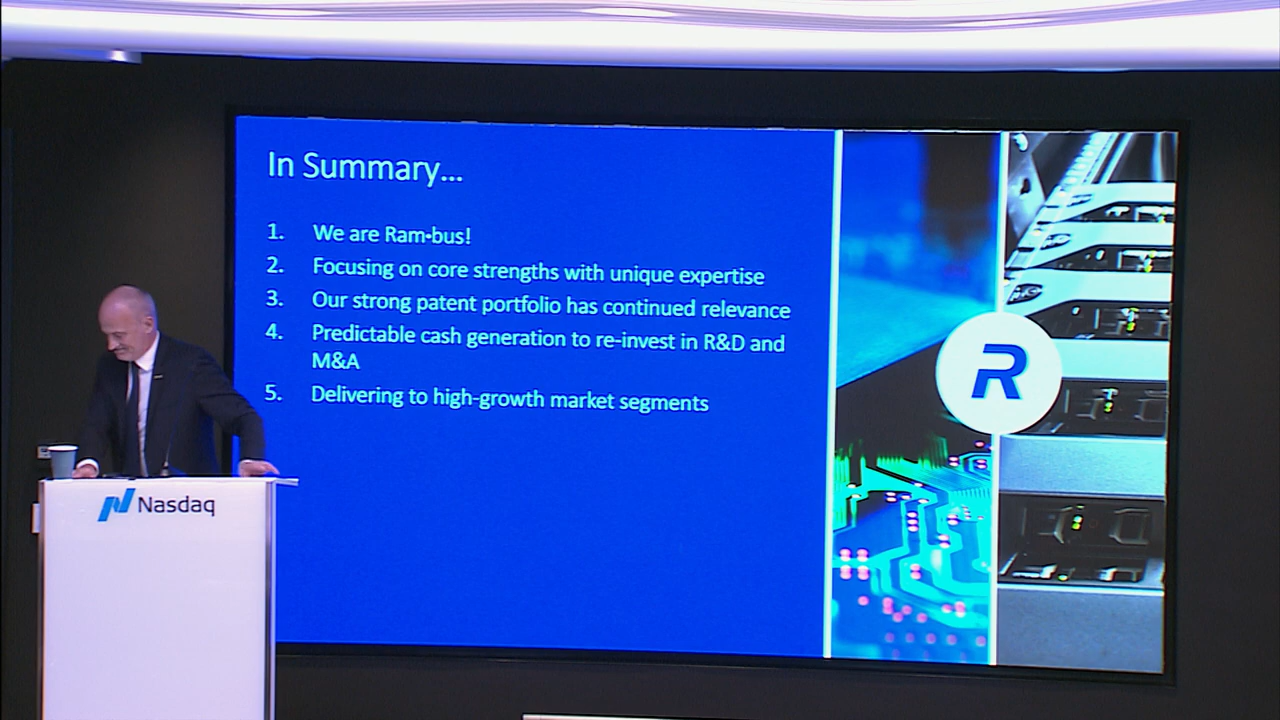 In Summary...
1. We are Ram•bus!
2. Focusing on core strengths with unique expertise
3. Our strong patent portfolio has continued relevance
4. Predictable cash generation to re-invest in R&D and
M&A
5. Delivering to high-growth market segments
R
Nasdaq